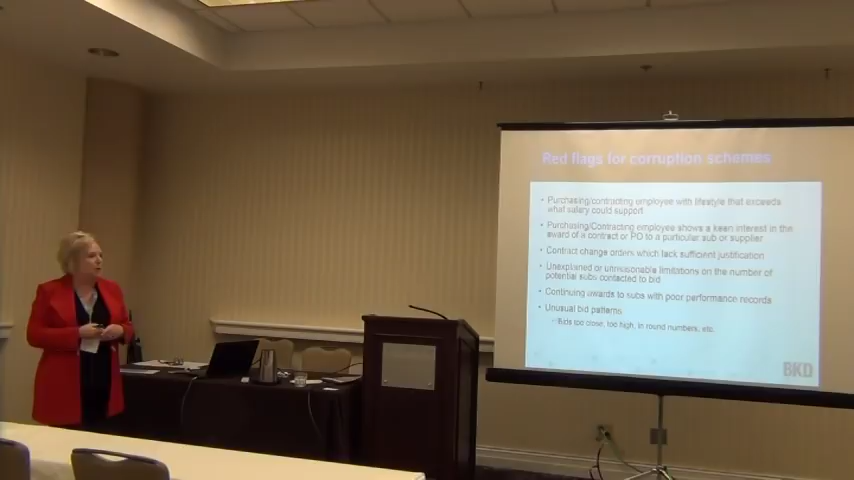 Red flags for corruption schemes
• Purchasing/contracting employee with lifestyle that exceeds
what salary could support
• Purchasing/Contracting employee shows a keen interest in the
award of a contract or PO to a particular sub or supplier
• Contract change orders which lack sufficient justification
• Unexplained or unreasonable limitations on the number of
potential subs contacted to bid
• Continuing awards to subs with poor performance records
• Unusual bid patterns
– Bids too close, too high, in round numbers, etc.
BKD